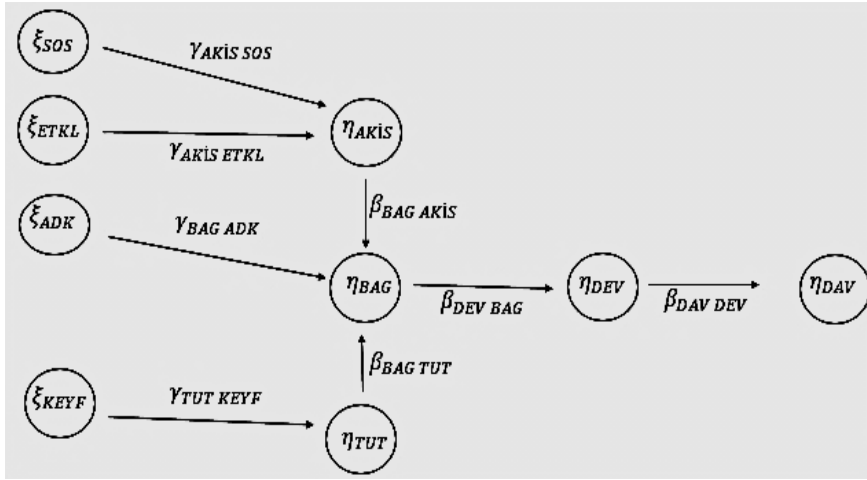 ξSOS
γAKİS SOS
ξETKL
ηAKİS
γAKİS ETKL
ξADK
γBAG ADK
βBAG AKİS
ηBAG
βDEV BAG
ηDEV
βDAV DEV
ηDAV
βBAG TUT
ξKEYF
γTUT KEYF
ηTUT